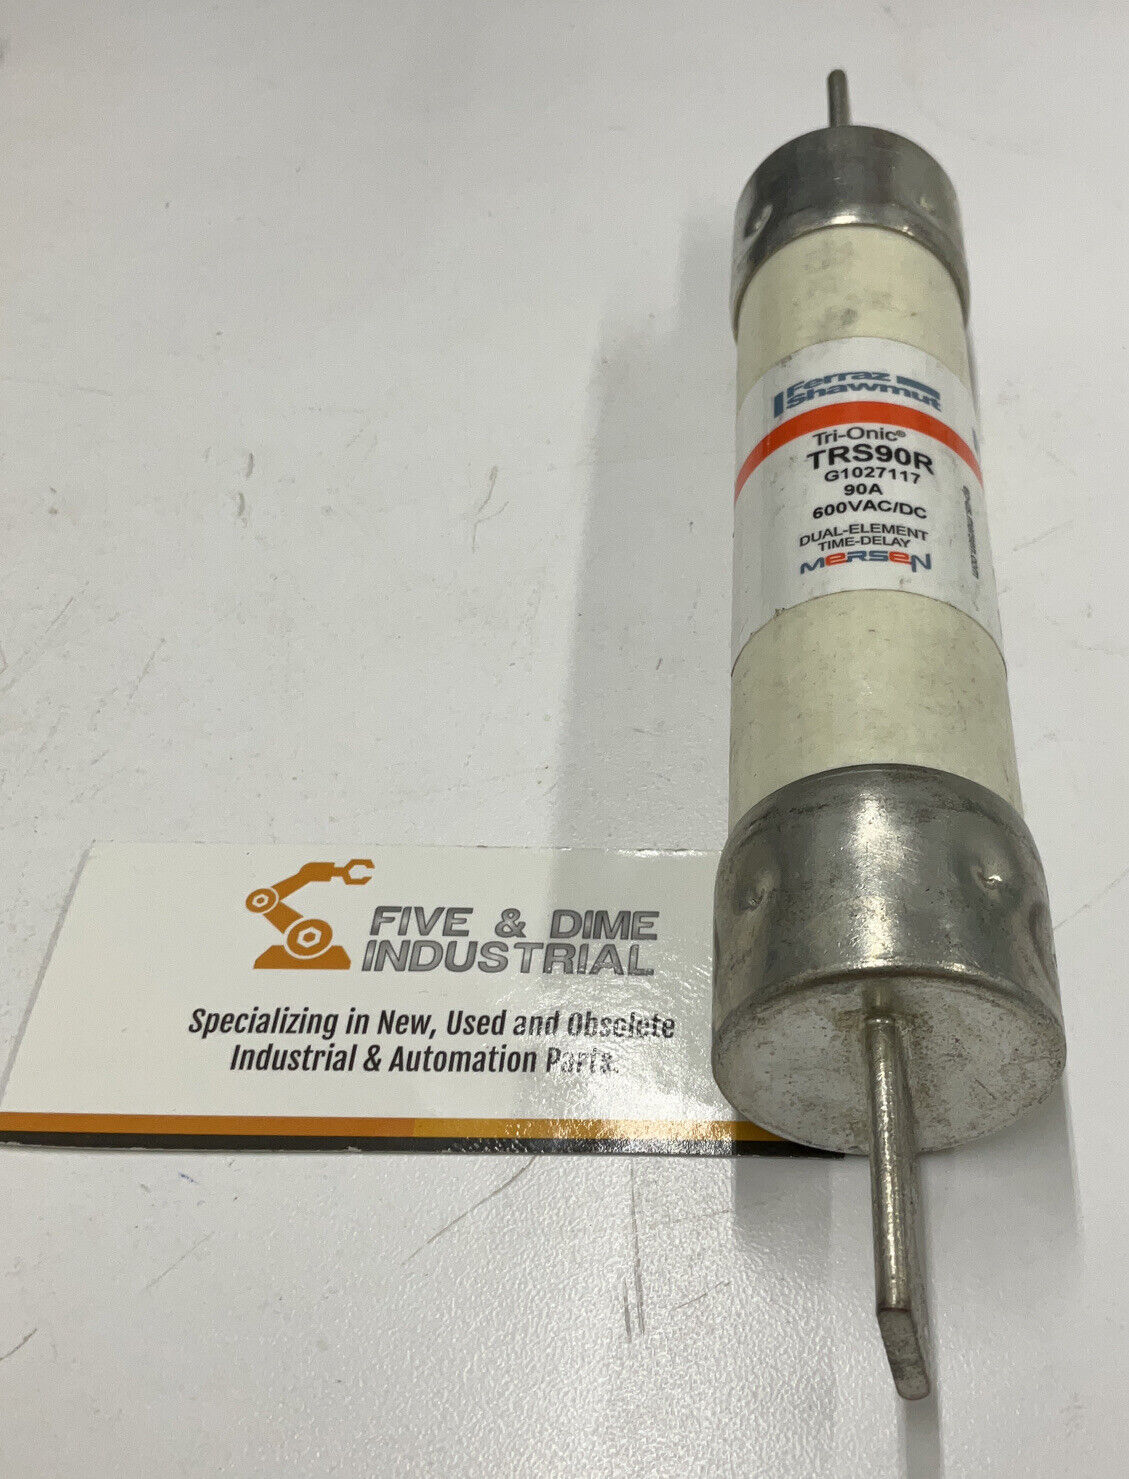 Ferraz
Shawmut
Tri-Onic®
TRS90R
G1027117
90A
600VAC/DC
DUAL-ELEMENT
TIME-DELAY
MERSEN
FIVE & DIME
INDUSTRIAL
Specializing in New, Used and Obsolete
Industrial & Automation Parts.